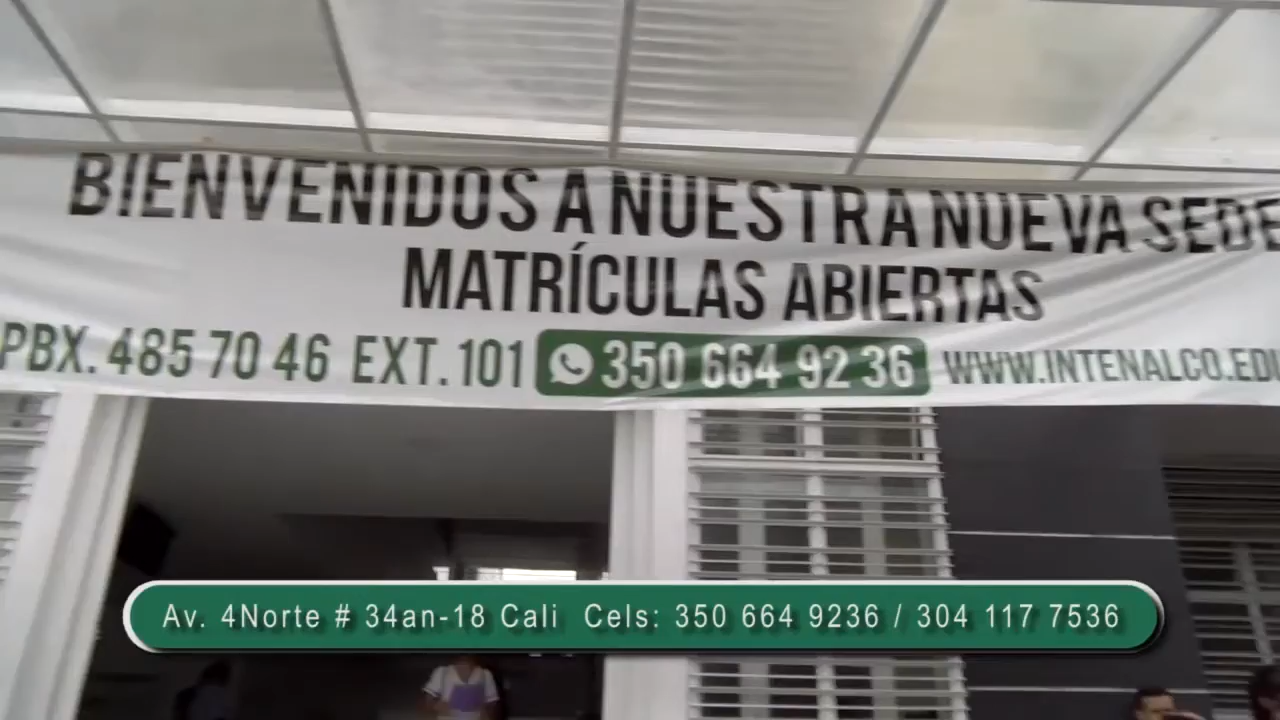 BIENVENIDOS A NUESTRA NUEVA SEDE
MATRÍCULAS ABIERTAS
PBX. 485 70 46 EXT. 101 350 664 92 36 WWW.INTENALCO.EDU
Av. 4Norte # 34an-18 Cali Cels: 350 664 9236 / 304 117 7536